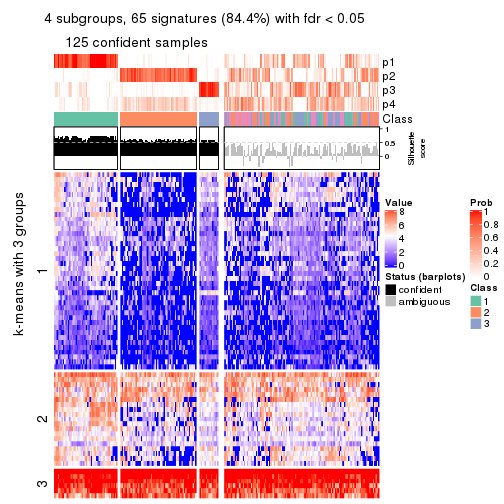 4 subgroups, 65 signatures (84.4%) with fdr < 0.05
125 confident samples
p1
p2
p3
p4
Class
1
0.5
0
Silhouette
score
k-means with 3 groups
1
2
3
Value
8
6
4
2
0
Status (barplots)
confident
ambiguous
Prob
1
0.8
0.6
0.4
0.2
0
Class
1
2
3